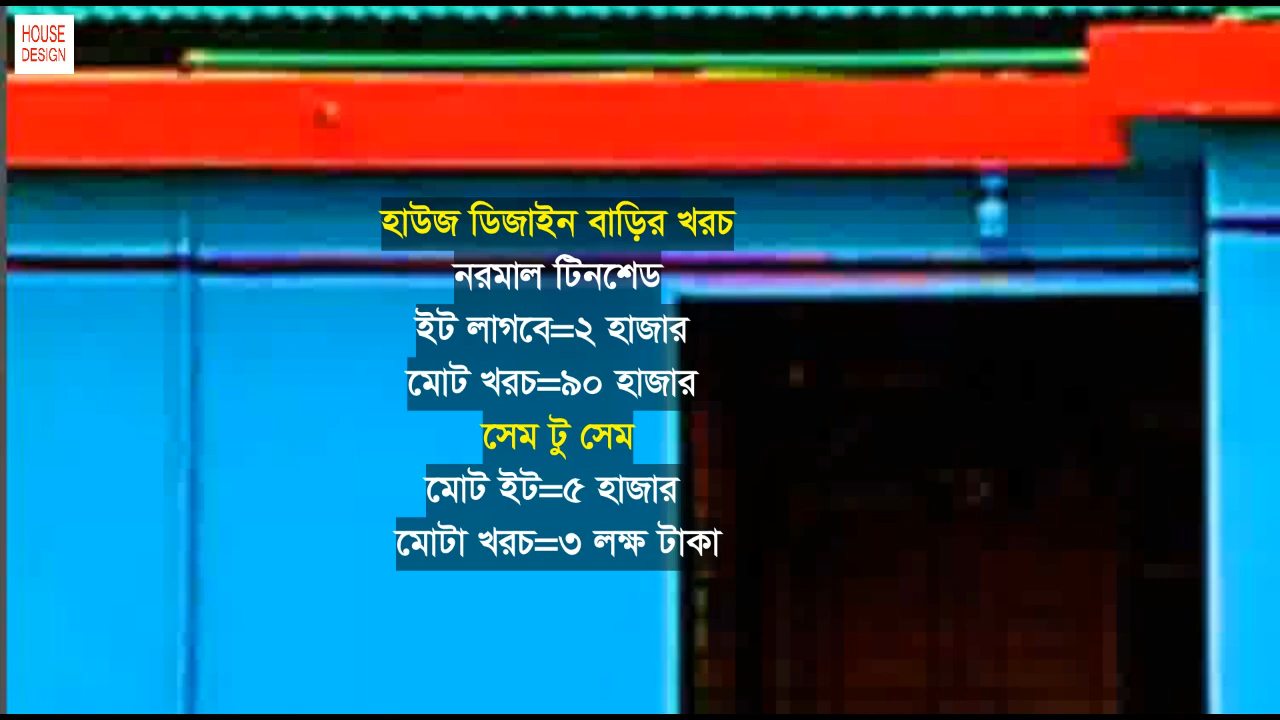 HOUSE
DESIGN
হাউজ ডিজাইন বাড়ির খরচ
নরমাল টিনশেড
ইট লাগবে=২ হাজার
মোট খরচ=৯০ হাজার
সেম টু সেম
মোট ইট=৫ হাজার
মোটা খরচ=৩ লক্ষ টাকা